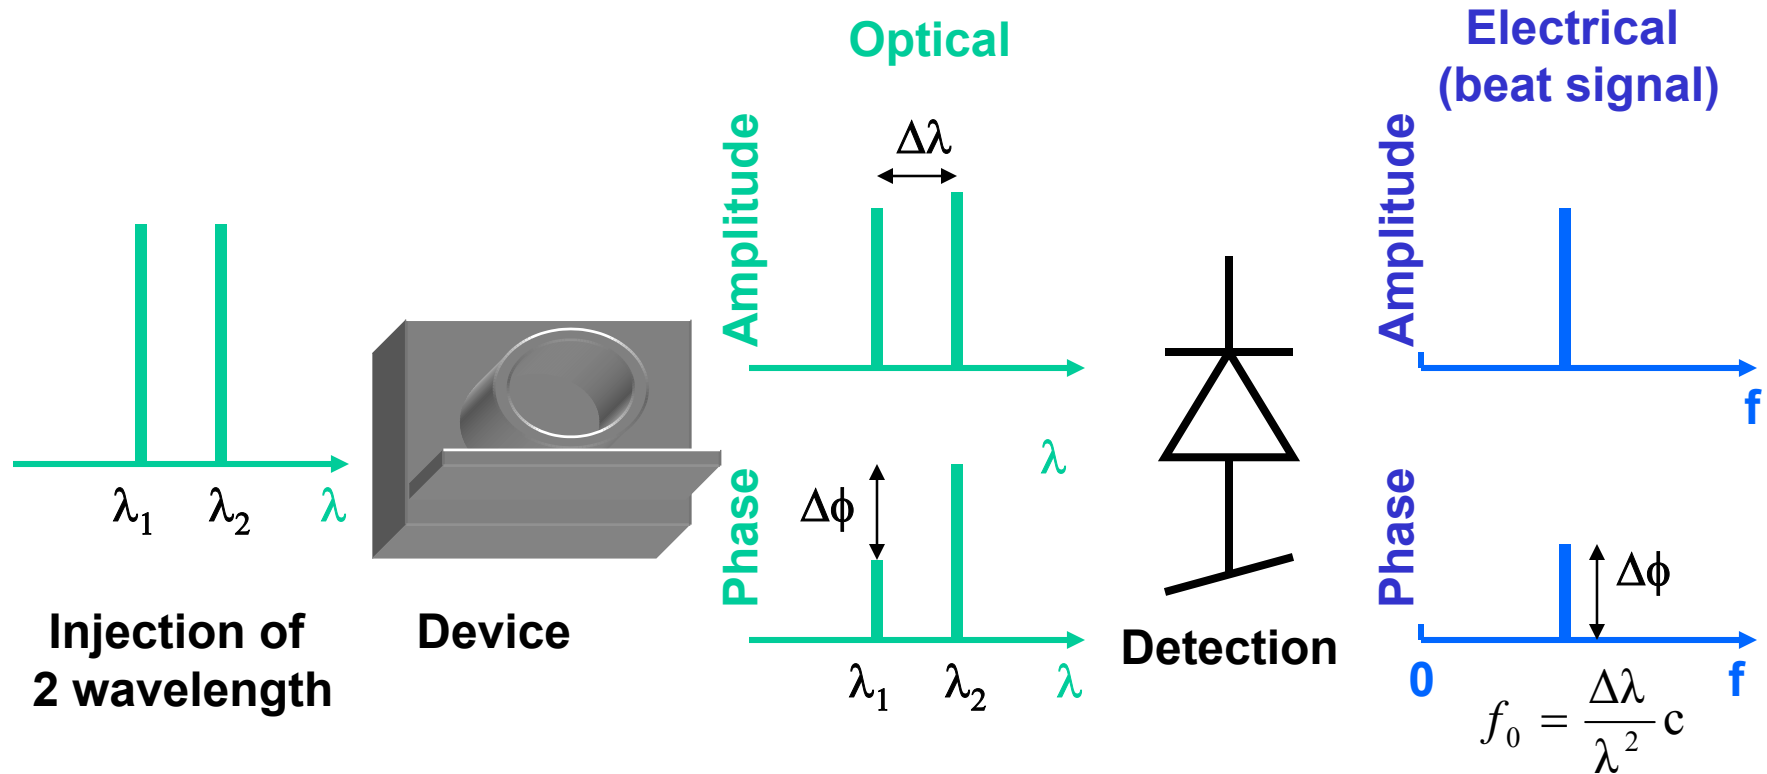 Optical
Electrical
(beat signal)
Amplitude
Δλ
Amplitude
f
λ
λ₁
λ₂
λ
Phase
Δϕ
Phase
Δϕ
Injection of
2 wavelength
Device
Detection
λ₁
λ₂
λ
0
f
f₀ = Δλ/λ² c